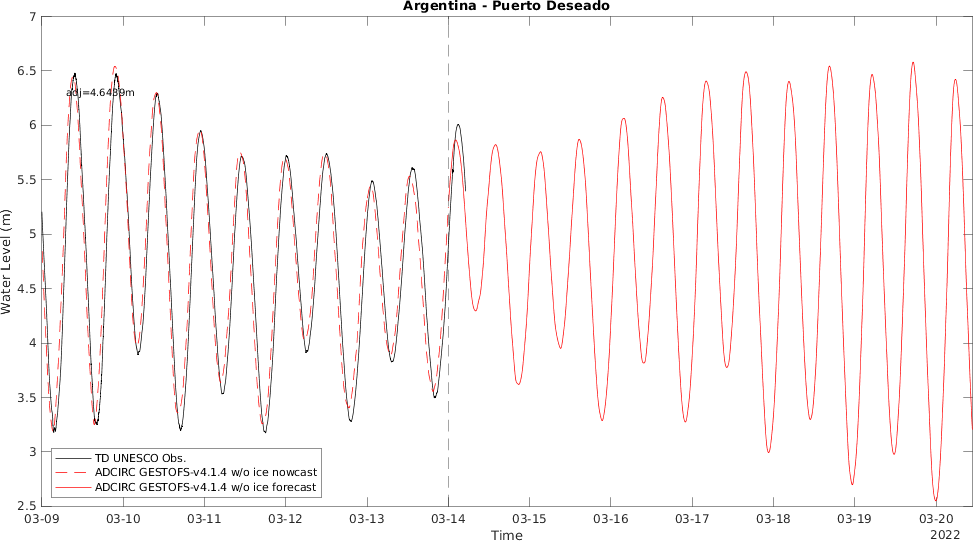 Argentina - Puerto Deseado
7
6.5
adj=4.6439m
6
5.5
5
4.5
4
3.5
3
2.5
Water Level (m)
TD UNESCO Obs.
ADCIRC GESTOFS-v4.1.4 w/o ice nowcast
ADCIRC GESTOFS-v4.1.4 w/o ice forecast
03-09 03-10 03-11 03-12 03-13 03-14 03-15 03-16 03-17 03-18 03-19 03-20
Time 2022